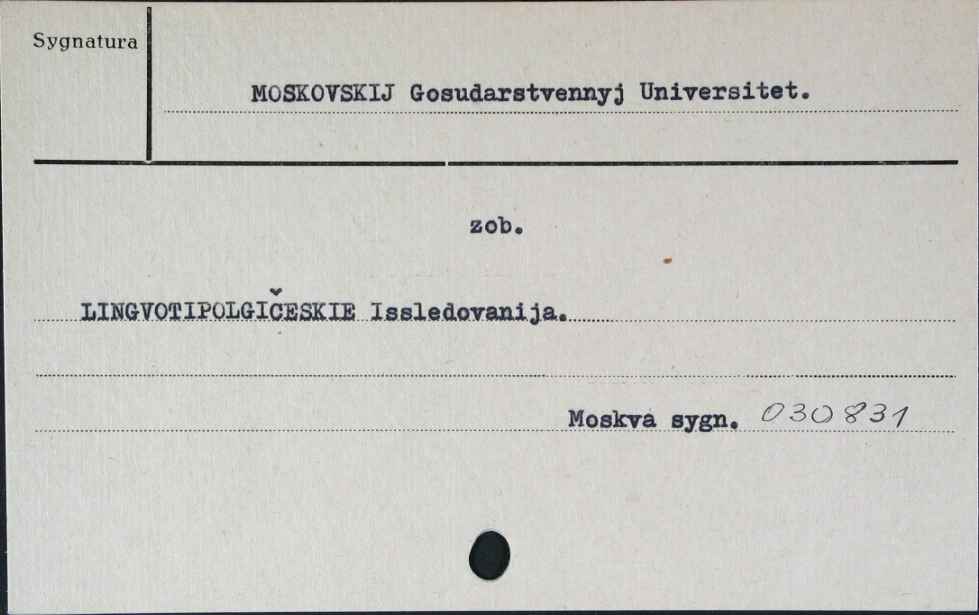 Sygnatura
MOSKOVSKIJ Gosudarstvennyj Universitet.
zob.
LINGVOTIPOLGIČESKIE Issledovanija.
Moskva sygn. 030831